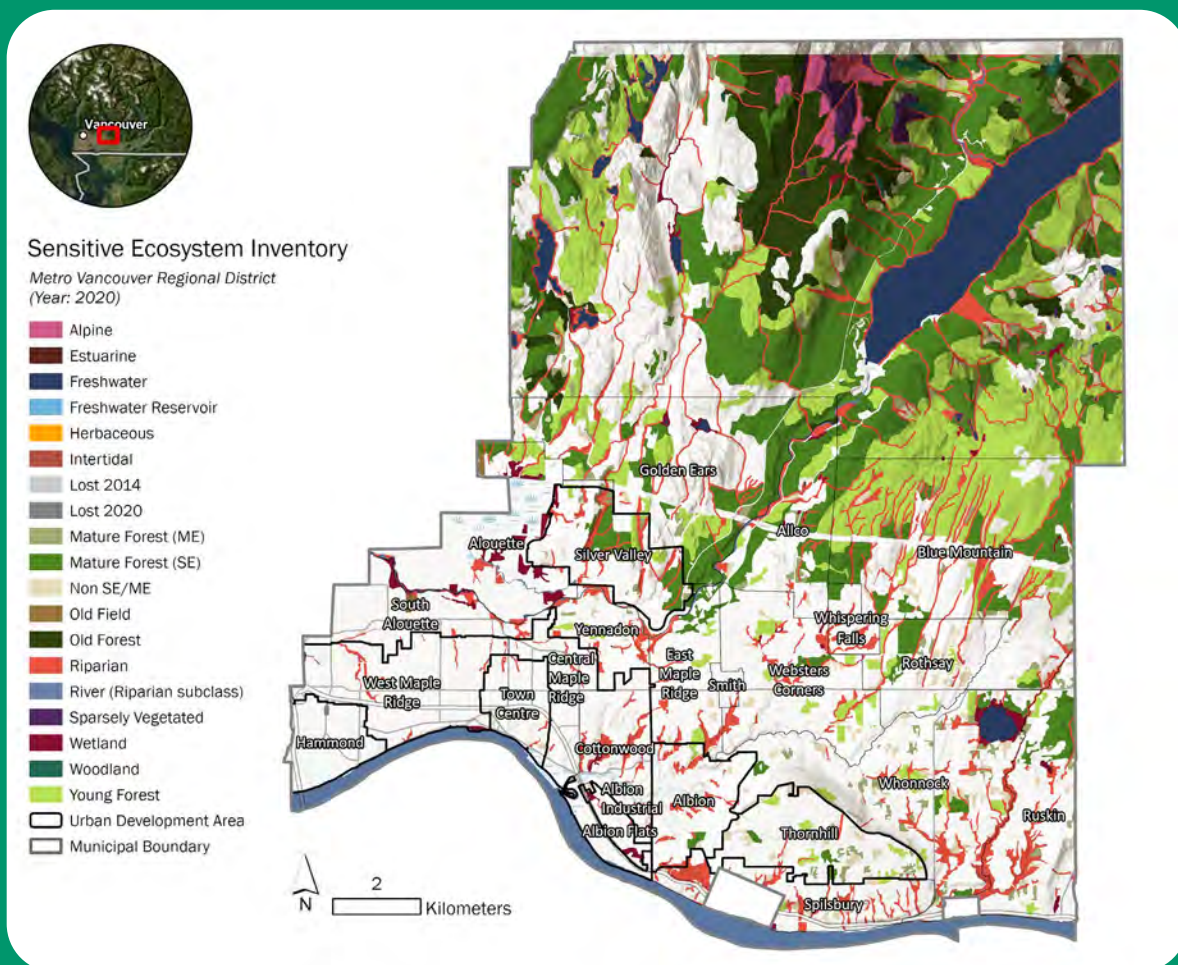 Vancouver
Sensitive Ecosystem Inventory
Metro Vancouver Regional District
(Year: 2020)
Alpine
Estuarine
Freshwater
Freshwater Reservoir
Herbaceous
Intertidal
Lost 2014
Lost 2020
Mature Forest (ME)
Mature Forest (SE)
Non SE/ME
Old Field
Old Forest
Riparian
River (Riparian subclass)
Sparsely Vegetated
Wetland
Woodland
Young Forest
Urban Development Area
Municipal Boundary
N
2
Kilometers
Golden Ears
Allco
Blue Mountain
Alouette
Silver Valley
South
Alouette
Yennadon
Whispering
Falls
Central
Maple
Ridge
East
Maple
Ridge
Smith
Websters
Corners
Rothsay
West Maple
Ridge
Town
Centre
Hammond
Cottonwood
Albion
Industrial
Albion
Albion Flats
Whonnock
Ruskin
Thornhill
Spilsbury